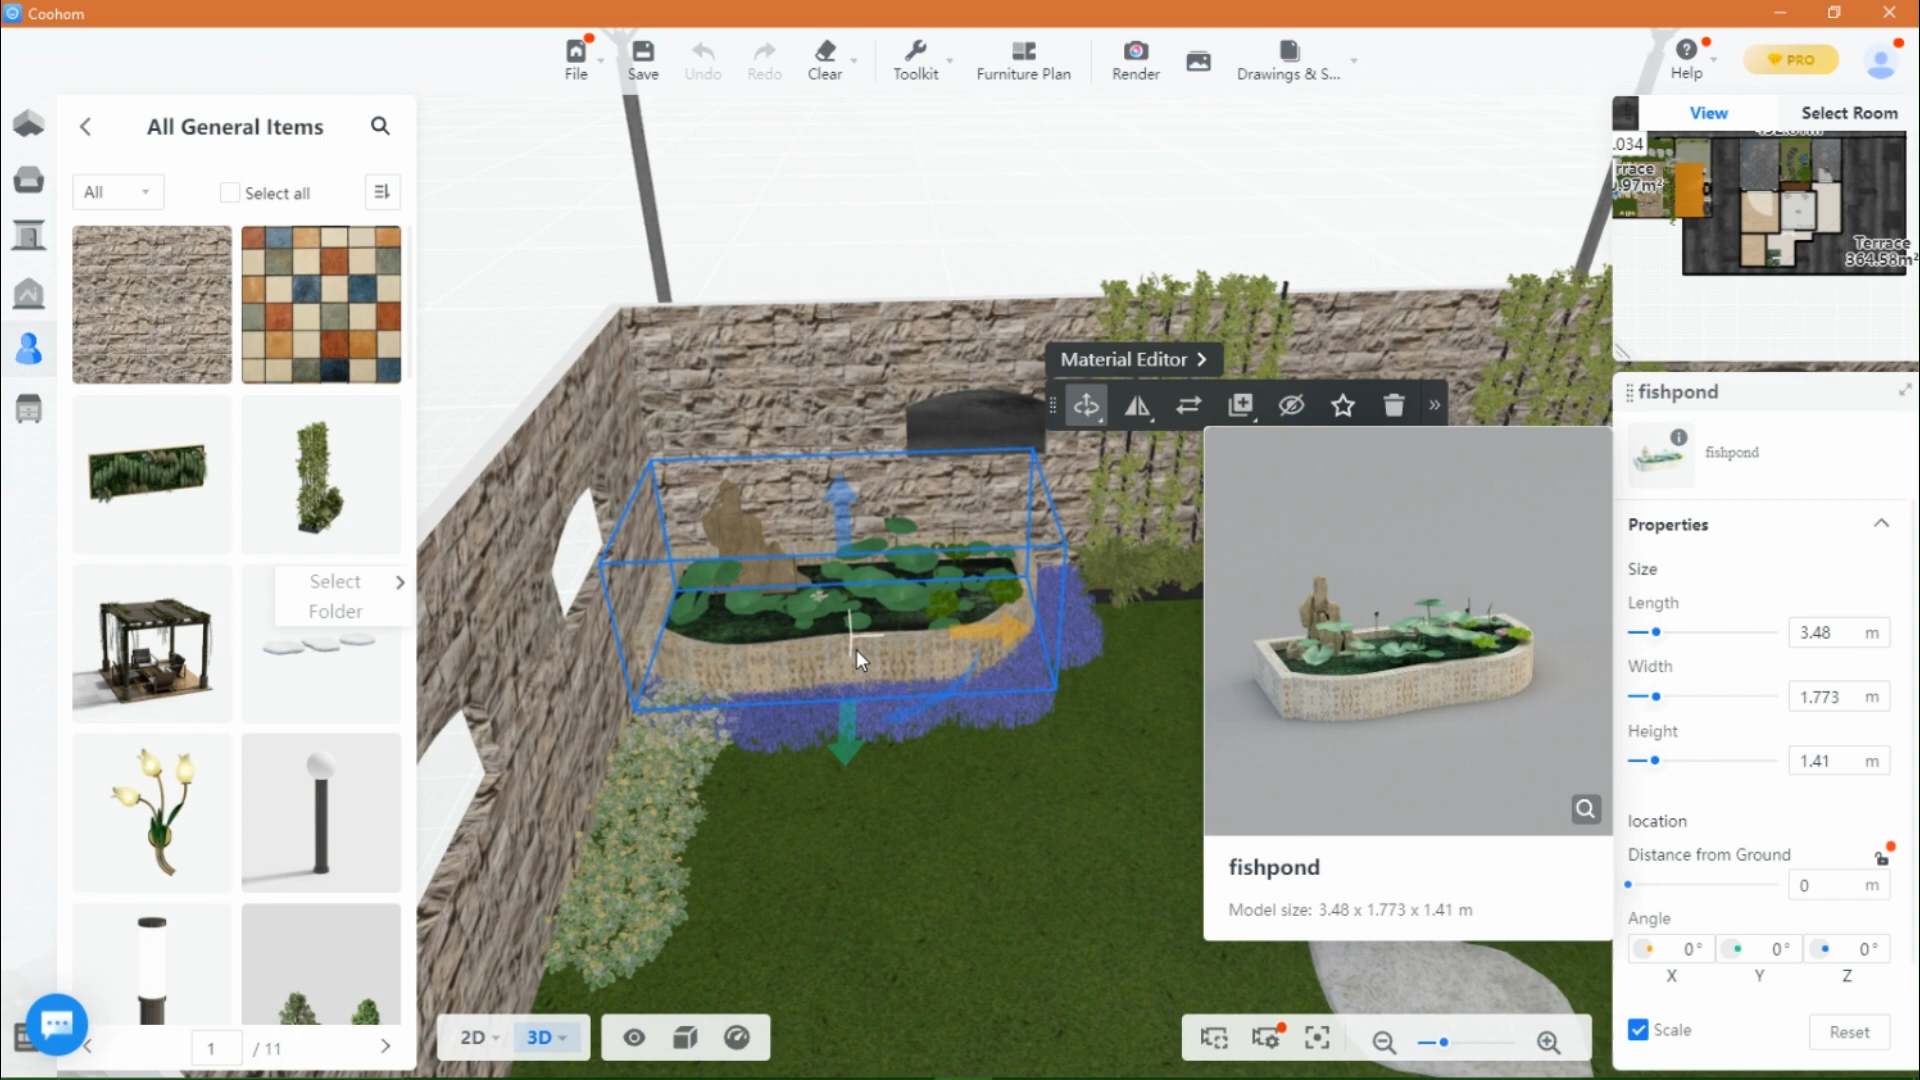 Coohom
File
Save
Undo
Redo
Clear
Toolkit
Furniture Plan
Render
Drawings & S...
Help
PRO
All General Items
All
Select all
Select
Folder
1 / 11
Material Editor
View
Select Room
.034
rrace
.97m²
Terrace
364.58m²
fishpond
fishpond
Properties
Size
Length
3.48 m
Width
1.773 m
Height
1.41 m
location
Distance from Ground
0 m
Angle
0° 0° 0°
X Y Z
Scale
Reset
fishpond
Model size: 3.48 x 1.773 x 1.41 m
2D
3D